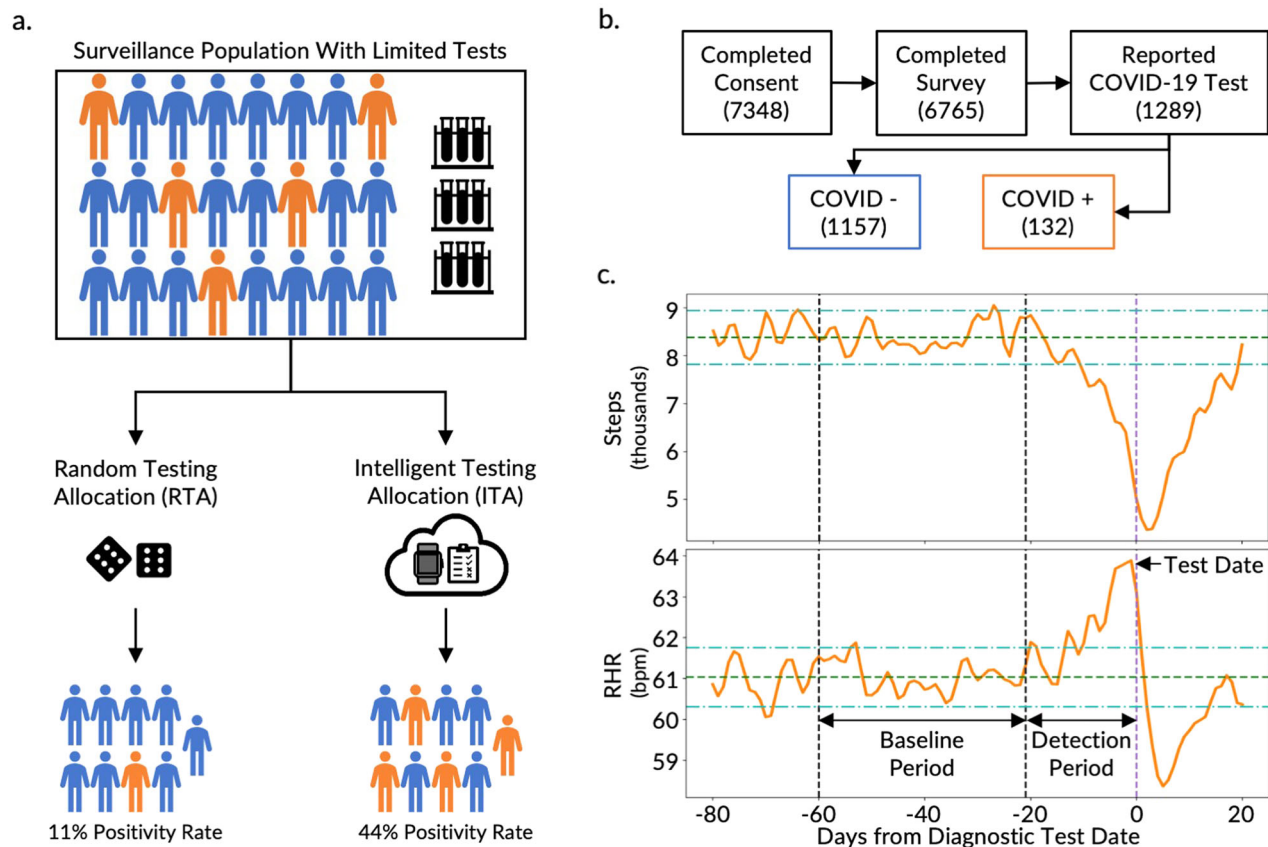 a.
Surveillance Population With Limited Tests
Random Testing
Allocation (RTA)
Intelligent Testing
Allocation (ITA)
11% Positivity Rate
44% Positivity Rate
b.
Completed
Consent
(7348)
Completed
Survey
(6765)
Reported
COVID-19 Test
(1289)
COVID -
(1157)
COVID +
(132)
c.
9
8
7
6
5
Steps
(thousands)
64
63
62
61
60
59
RHR
(bpm)
Test Date
Baseline
Period
Detection
Period
-80
-60
-40
-20
0
20
Days from Diagnostic Test Date